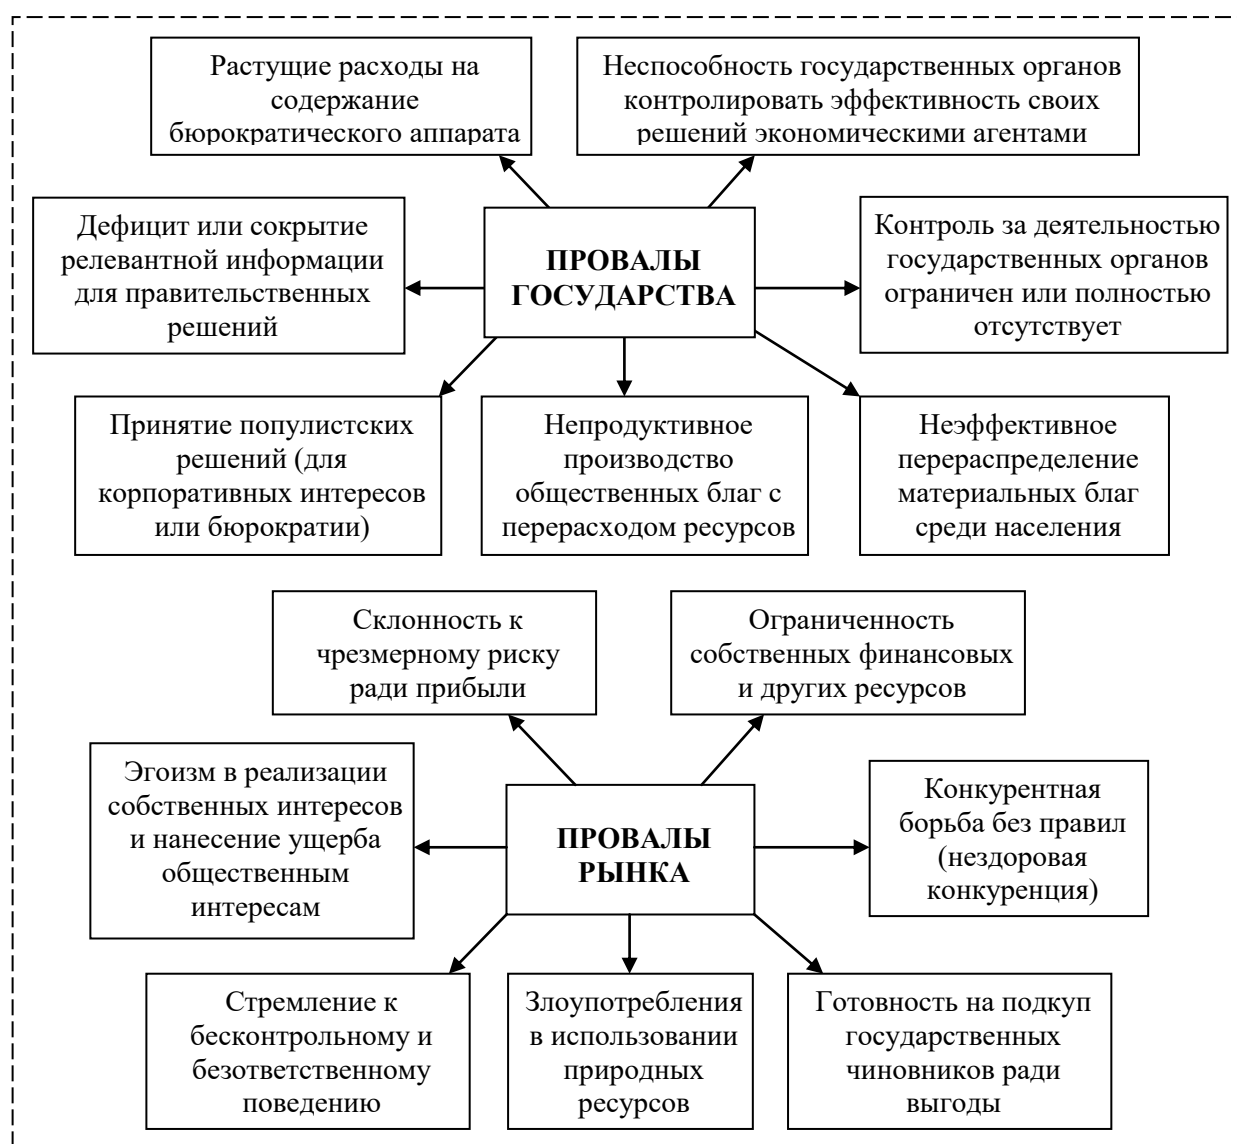 Растущие расходы на
содержание
бюрократического аппарата
Неспособность государственных органов
контролировать эффективность своих
решений экономическими агентами
Дефицит или сокрытие
релевантной информации
для правительственных
решений
ПРОВАЛЫ
ГОСУДАРСТВА
Контроль за деятельностью
государственных органов
ограничен или полностью
отсутствует
Принятие популистских
решений (для
корпоративных интересов
или бюрократии)
Непродуктивное
производство
общественных благ с
перерасходом ресурсов
Неэффективное
перераспределение
материальных благ
среди населения
Склонность к
чрезмерному риску
ради прибыли
Ограниченность
собственных финансовых
и других ресурсов
Эгоизм в реализации
собственных интересов
и нанесение ущерба
общественным
интересам
ПРОВАЛЫ
РЫНКА
Конкурентная
борьба без правил
(нездоровая
конкуренция)
Стремление к
бесконтрольному и
безответственному
поведению
Злоупотребления
в использовании
природных
ресурсов
Готовность на подкуп
государственных
чиновников ради
выгоды